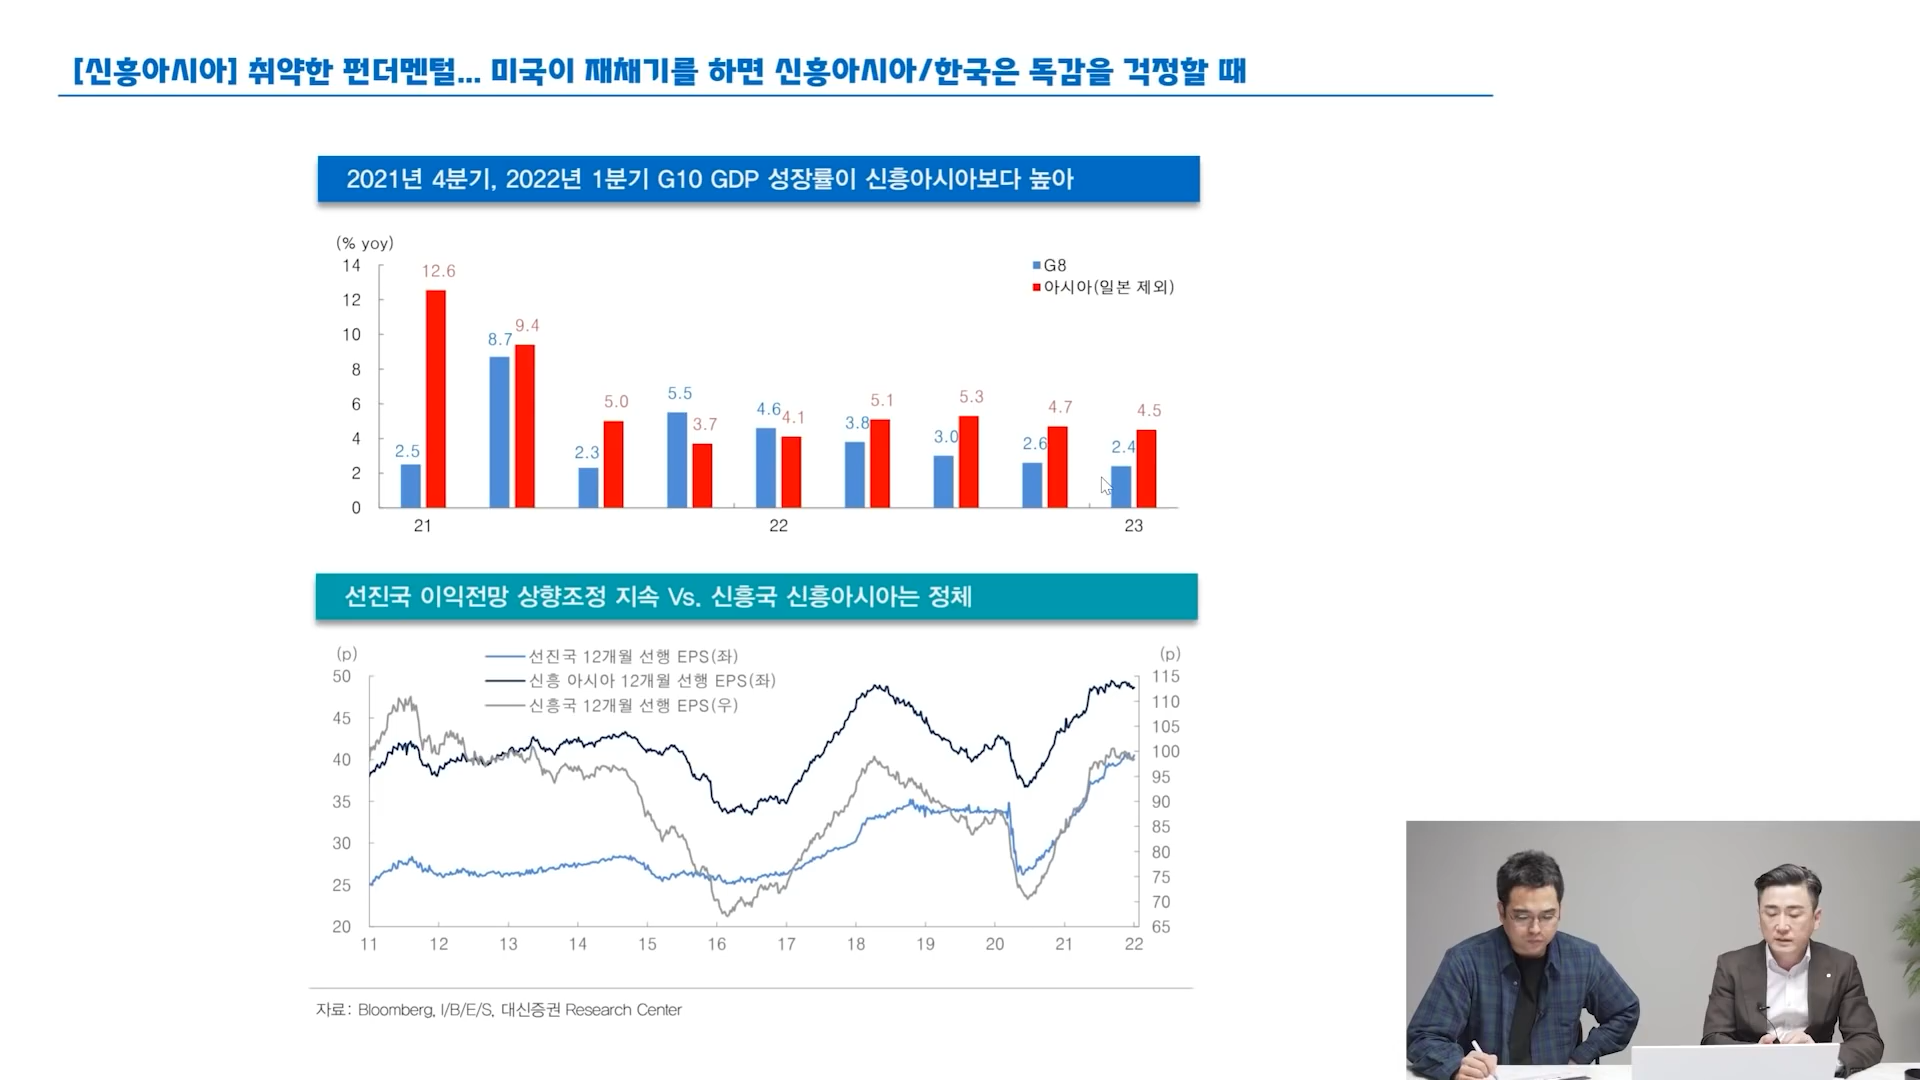 [신흥아시아] 취약한 펀더멘털... 미국이 재채기를 하면 신흥아시아/한국은 독감을 걱정할 때
2021년 4분기, 2022년 1분기 G10 GDP 성장률이 신흥아시아보다 높아
(% yoy)
G8
아시아(일본 제외)
14
12
10
8
6
4
2
0
2.5 12.6 8.7 9.4 2.3 5.0 5.5 3.7 4.6 4.1 3.8 5.1 3.0 5.3 2.6 4.7 2.4 4.5
21 22 23
선진국 이익전망 상향조정 지속 Vs. 신흥국 신흥아시아는 정체
(p) (p)
선진국 12개월 선행 EPS(좌)
신흥 아시아 12개월 선행 EPS(좌)
신흥국 12개월 선행 EPS(우)
50
45
40
35
30
25
20
115
110
105
100
95
90
85
80
75
70
65
11 12 13 14 15 16 17 18 19 20 21 22
자료: Bloomberg, I/B/E/S, 대신증권 Research Center